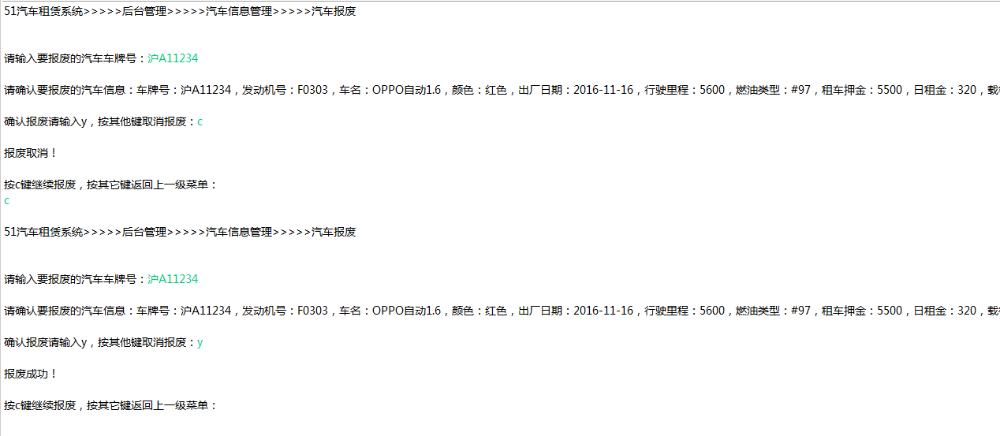 51汽车租赁系统>>>>>后台管理>>>>>汽车信息管理>>>>>汽车报废
请输入要报废的汽车车牌号：沪A11234
请确认要报废的汽车信息：车牌号：沪A11234，发动机号：F0303，车名：OPPO自动1.6，颜色：红色，出厂日期：2016-11-16，行驶里程：5600，燃油类型：#97，租车押金：5500，日租金：320，载
确认报废请输入y，按其他键取消报废：c
报废取消！
按c键继续报废，按其它键返回上一级菜单：
c
51汽车租赁系统>>>>>后台管理>>>>>汽车信息管理>>>>>汽车报废
请输入要报废的汽车车牌号：沪A11234
请确认要报废的汽车信息：车牌号：沪A11234，发动机号：F0303，车名：OPPO自动1.6，颜色：红色，出厂日期：2016-11-16，行驶里程：5600，燃油类型：#97，租车押金：5500，日租金：320，载
确认报废请输入y，按其他键取消报废：y
报废成功！
按c键继续报废，按其它键返回上一级菜单：